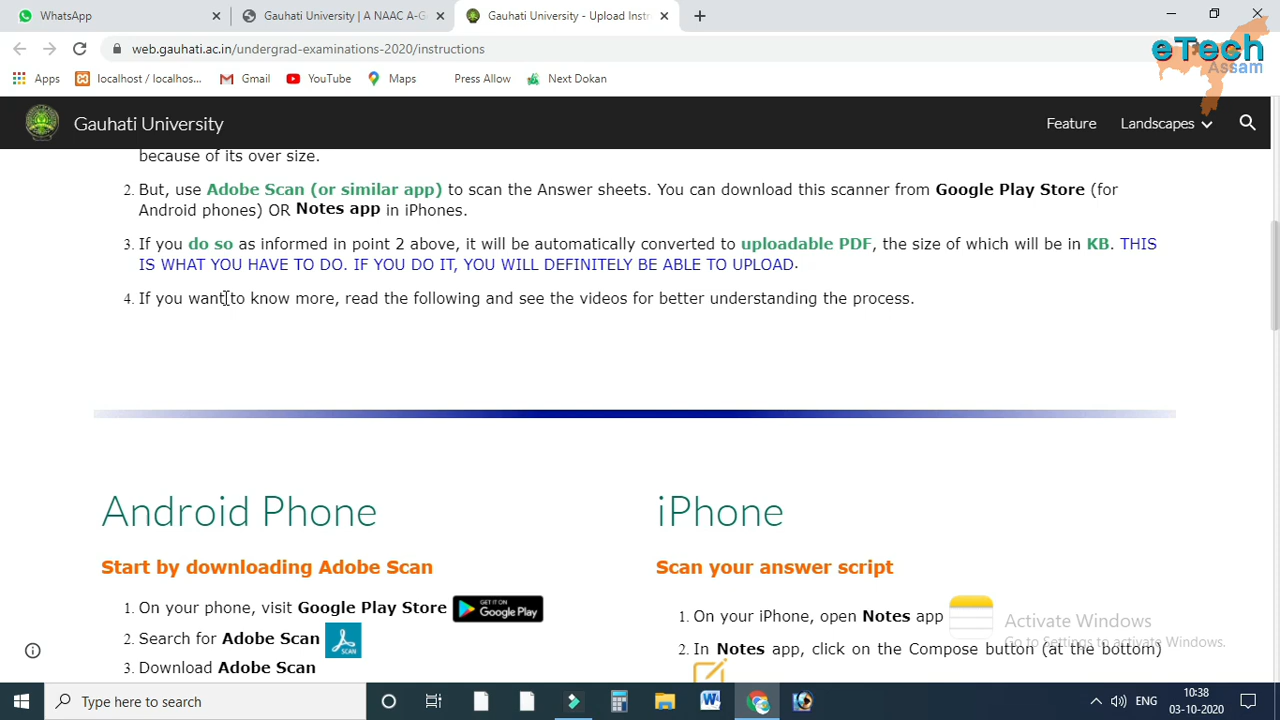 WhatsApp
Gauhati University | A NAAC A-G
Gauhati University - Upload Instr
web.gauhati.ac.in/undergrad-examinations-2020/instructions
eTech
Assam
Apps
localhost / localhos...
Gmail
YouTube
Maps
Press Allow
Next Dokan
Gauhati University
Feature
Landscapes
because of its over size.
2. But, use Adobe Scan (or similar app) to scan the Answer sheets. You can download this scanner from Google Play Store (for
Android phones) OR Notes app in iPhones.
3. If you do so as informed in point 2 above, it will be automatically converted to uploadable PDF, the size of which will be in KB. THIS
IS WHAT YOU HAVE TO DO. IF YOU DO IT, YOU WILL DEFINITELY BE ABLE TO UPLOAD.
4. If you want to know more, read the following and see the videos for better understanding the process.
Android Phone
Start by downloading Adobe Scan
1. On your phone, visit Google Play Store
GET IT ON
Google Play
2. Search for Adobe Scan
SCAN
3. Download Adobe Scan
iPhone
Scan your answer script
1. On your iPhone, open Notes app
2. In Notes app, click on the Compose button (at the bottom)
Activate Windows
Go to Settings to activate Windows.
Type here to search
ENG
10:38
03-10-2020